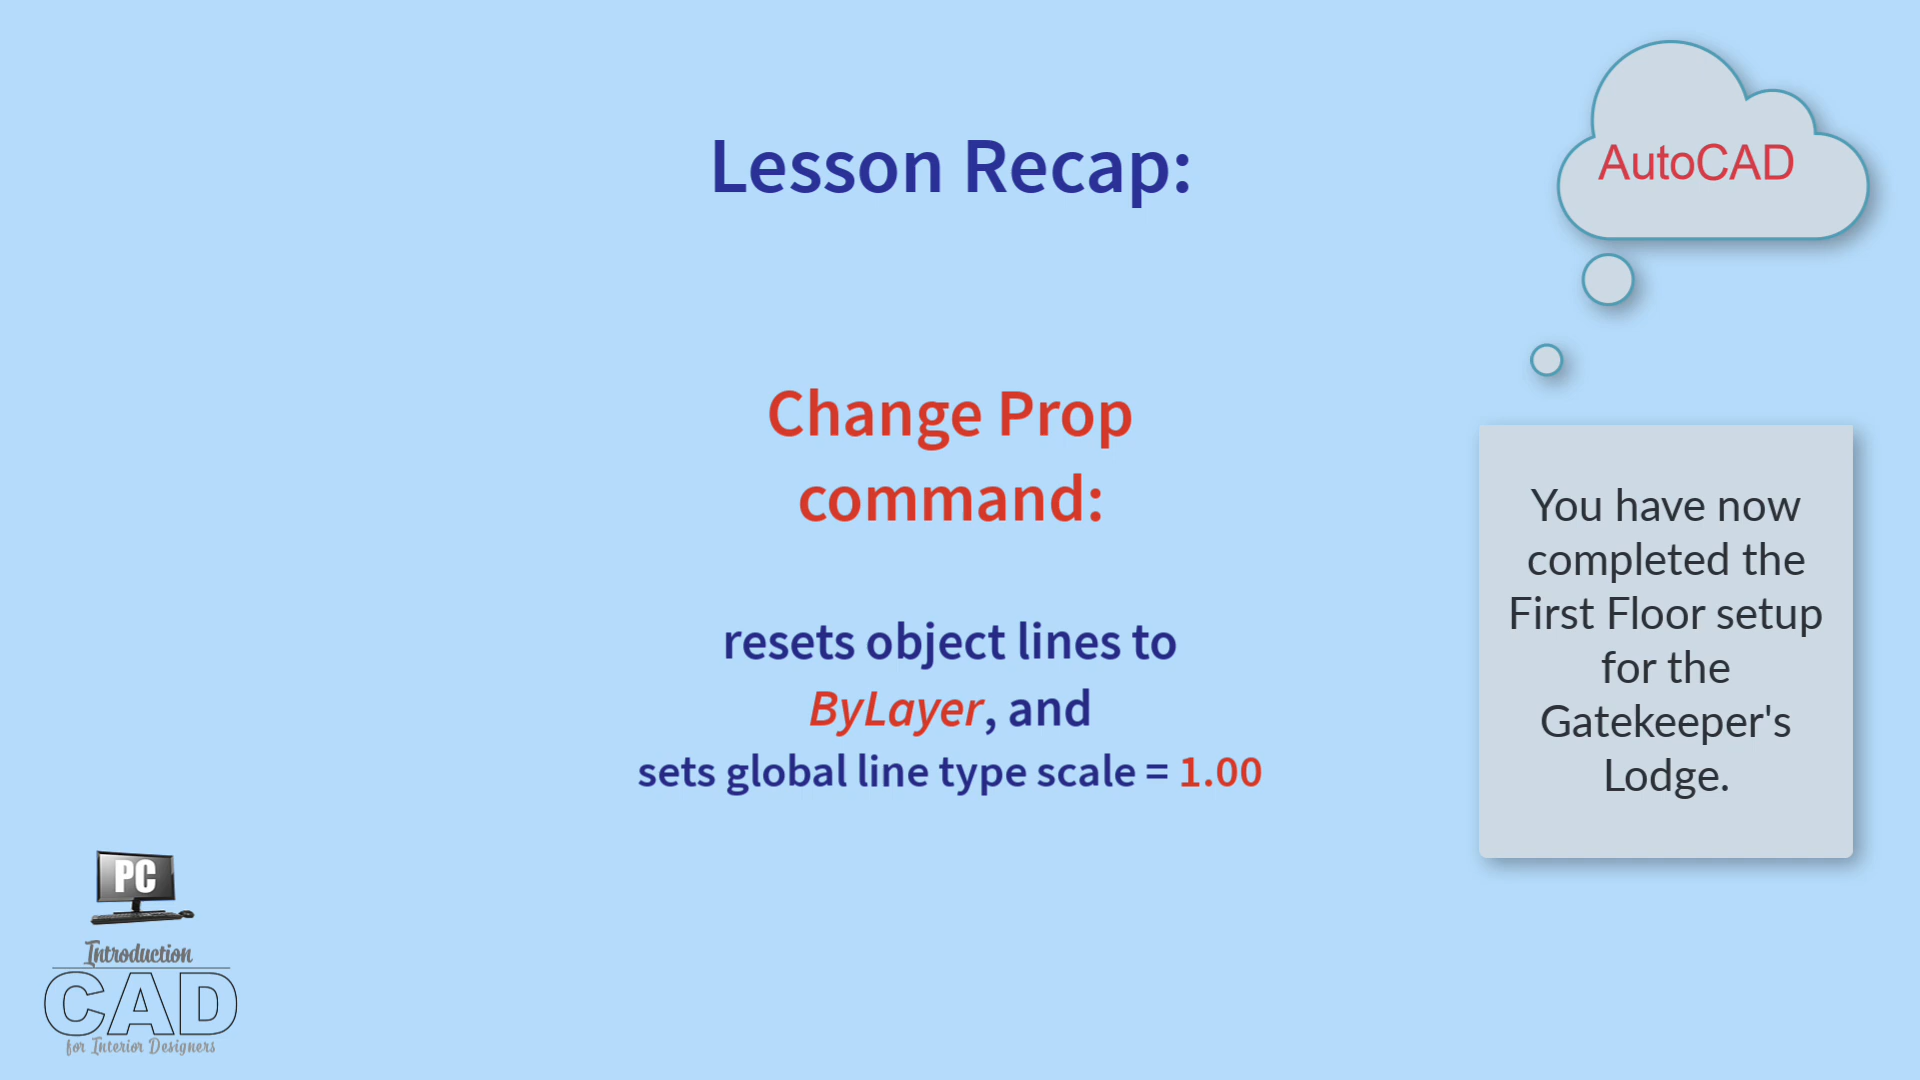 Lesson Recap:
AutoCAD
Change Prop
command:
resets object lines to
ByLayer, and
sets global line type scale = 1.00
You have now
completed the
First Floor setup
for the
Gatekeeper's
Lodge.
PC
Introduction
CAD
for Interior Designers